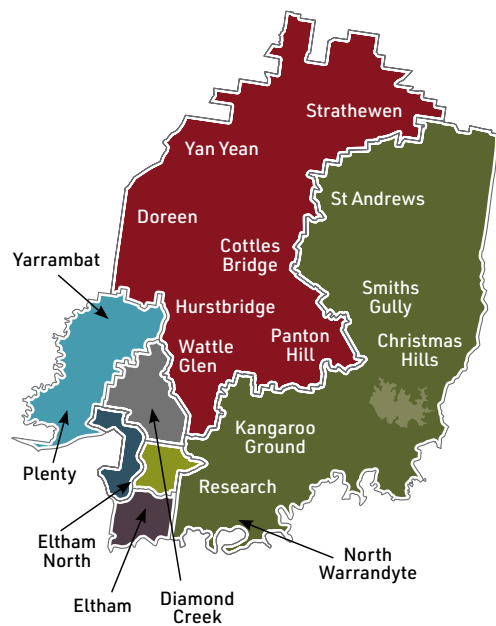 Strathewen
Yan Yean
St Andrews
Doreen
Cottles
Bridge
Yarrambat
Smiths
Gully
Hurstbridge
Wattle
Glen
Panton
Hill
Christmas
Hills
Kangaroo
Ground
Plenty
Research
Eltham
North
North
Warrandyte
Eltham
Diamond
Creek